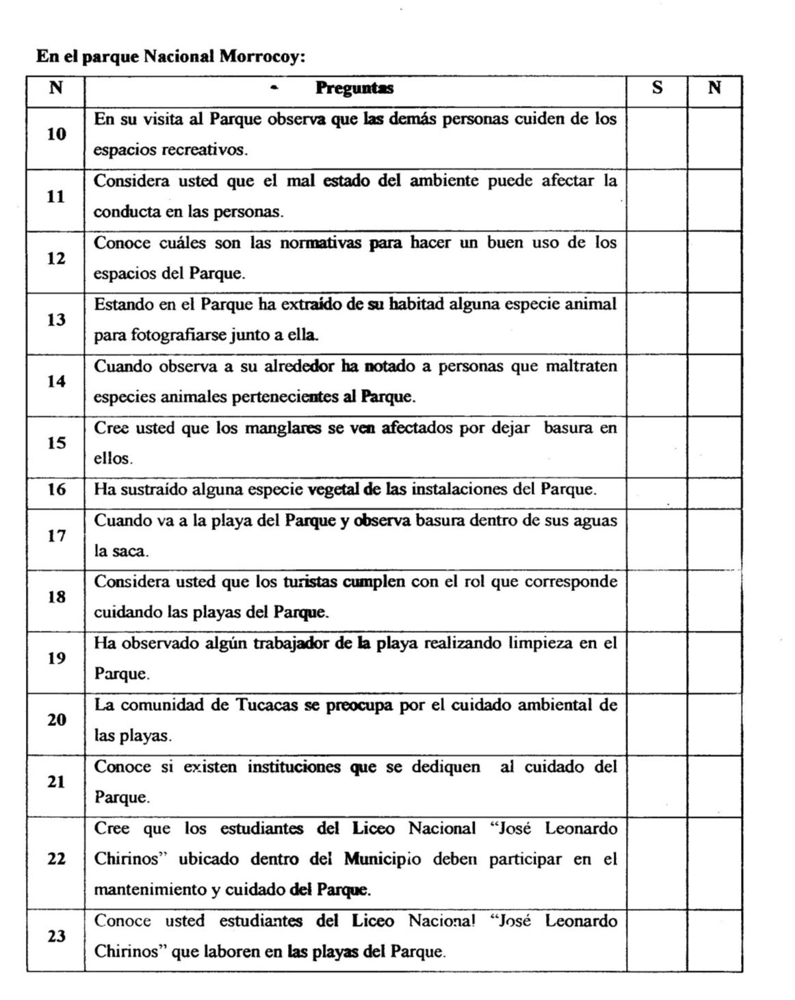 En el parque Nacional Morrocoy:
N - Preguntas S N
10 En su visita al Parque observa que las demás personas cuiden de los
espacios recreativos.
11 Considera usted que el mal estado del ambiente puede afectar la
conducta en las personas.
12 Conoce cuáles son las normativas para hacer un buen uso de los
espacios del Parque.
13 Estando en el Parque ha extraído de su habitad alguna especie animal
para fotografiarse junto a ella.
14 Cuando observa a su alrededor ha notado a personas que maltraten
especies animales pertenecientes al Parque.
15 Cree usted que los manglares se ven afectados por dejar basura en
ellos.
16 Ha sustraído alguna especie vegetal de las instalaciones del Parque.
17 Cuando va a la playa del Parque y observa basura dentro de sus aguas
la saca.
18 Considera usted que los turistas cumplen con el rol que corresponde
cuidando las playas del Parque.
19 Ha observado algún trabajador de la playa realizando limpieza en el
Parque.
20 La comunidad de Tucacas se preocupa por el cuidado ambiental de
las playas.
21 Conoce si existen instituciones que se dediquen al cuidado del
Parque.
22 Cree que los estudiantes del Liceo Nacional “José Leonardo
Chirinos” ubicado dentro del Municipio deben participar en el
mantenimiento y cuidado del Parque.
23 Conoce usted estudiantes del Liceo Nacional “José Leonardo
Chirinos” que laboren en las playas del Parque.